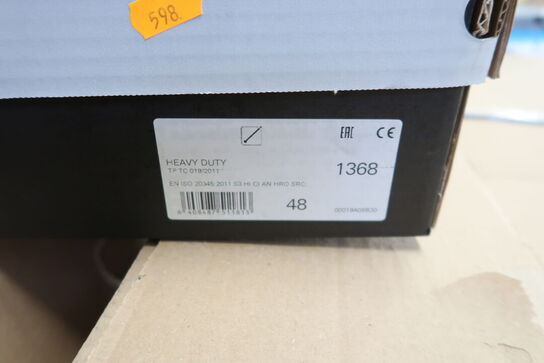 598.
EAC CE
HEAVY DUTY
TP TC 019/2011
1368
EN ISO 20345:2011 S3 HI CI AN HRO SRC
48